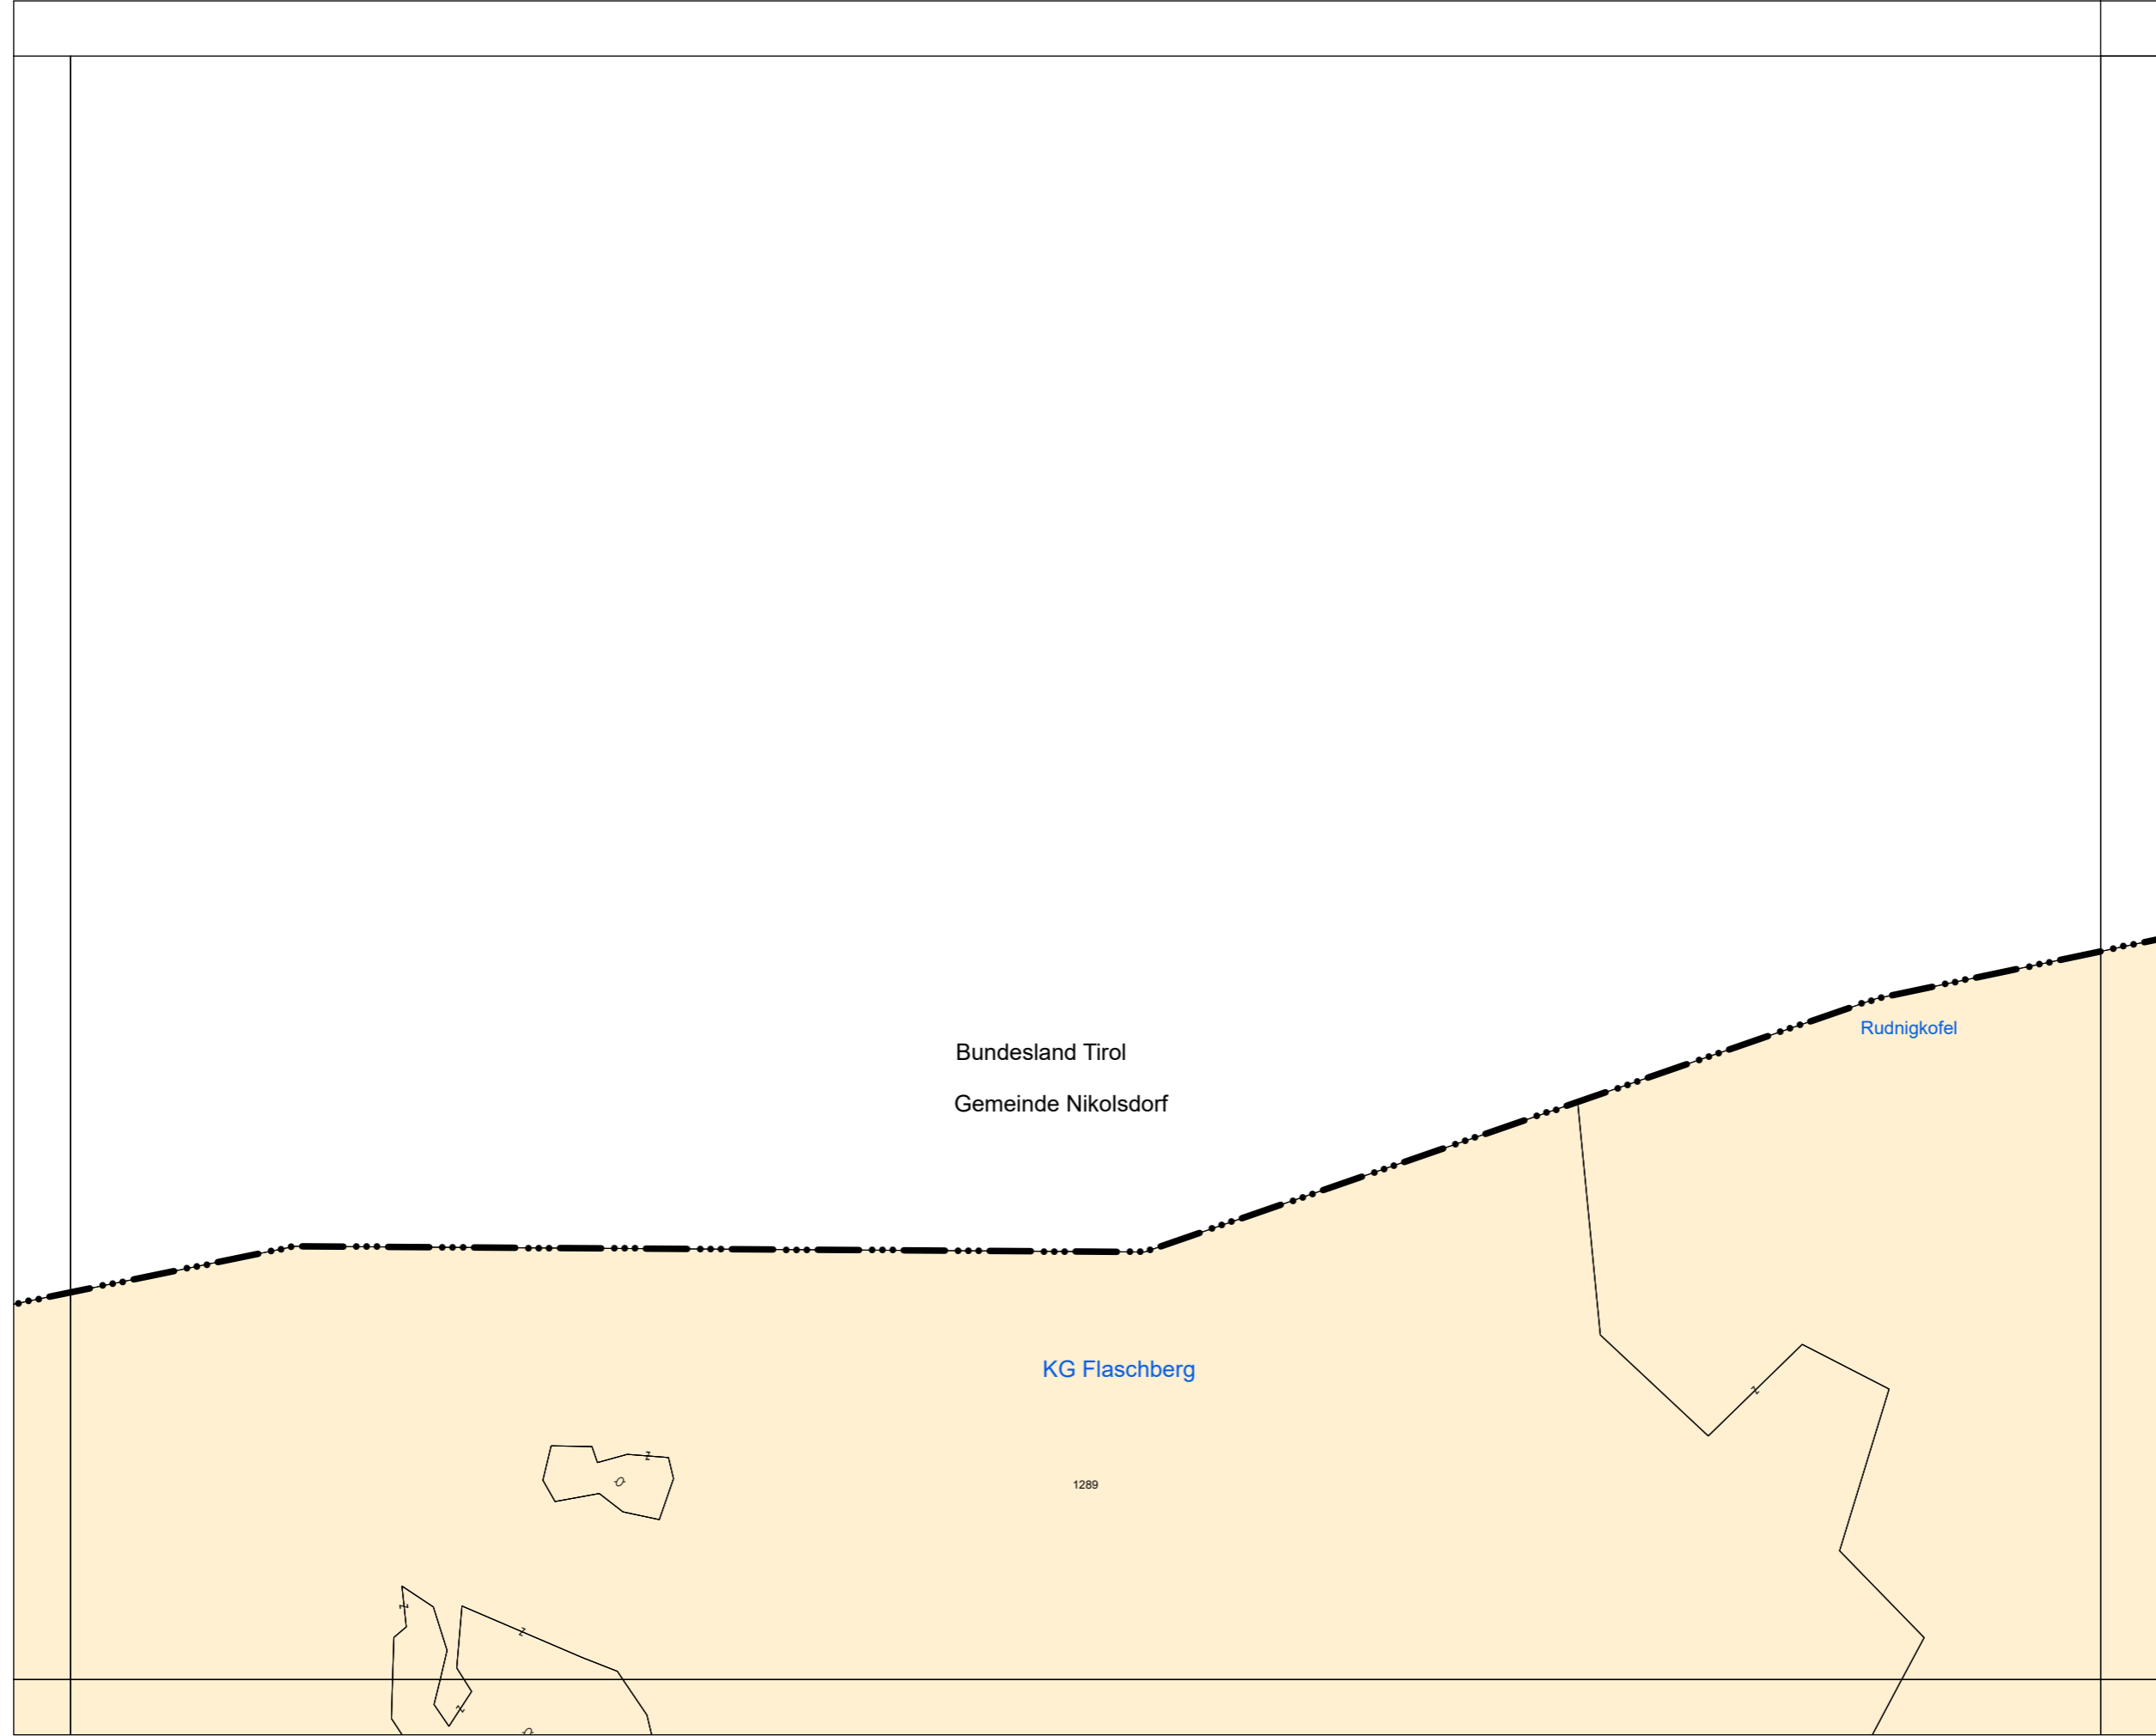 Rudnigkofel
Bundesland Tirol
Gemeinde Nikolsdorf
KG Flaschberg
1289